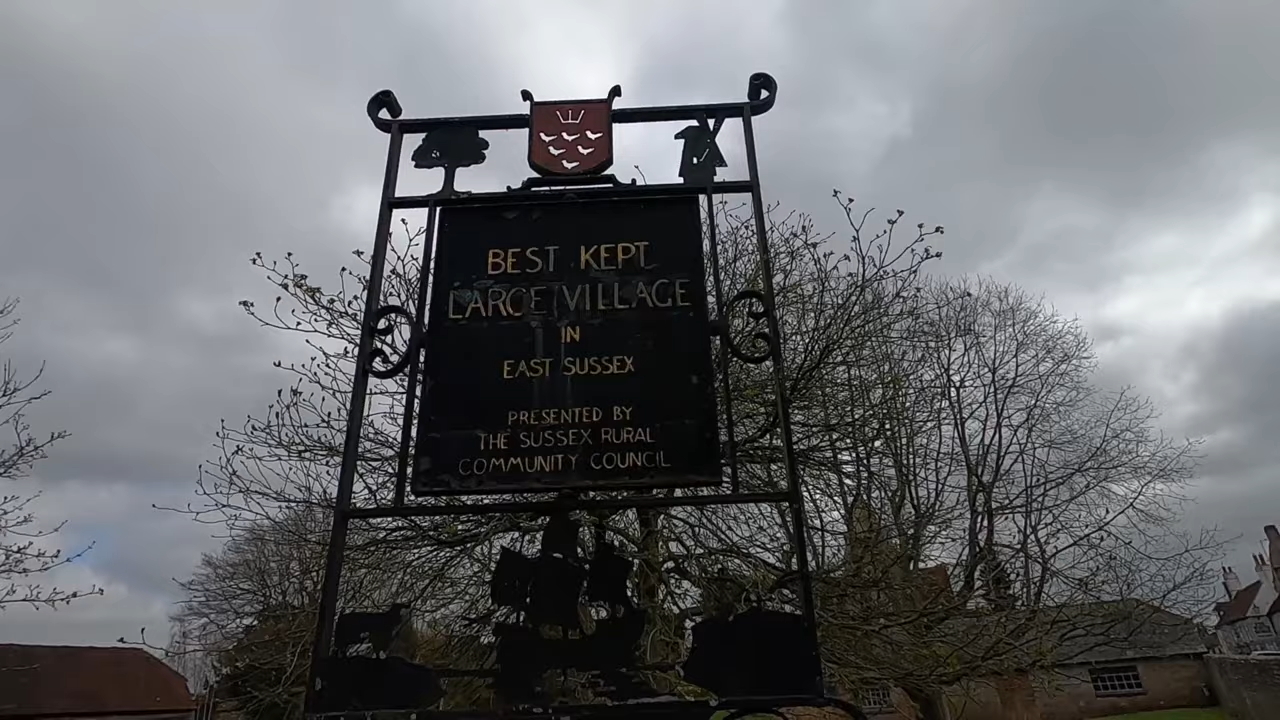 BEST KEPT
LARGE VILLAGE
IN
EAST SUSSEX
PRESENTED BY
THE SUSSEX RURAL
COMMUNITY COUNCIL